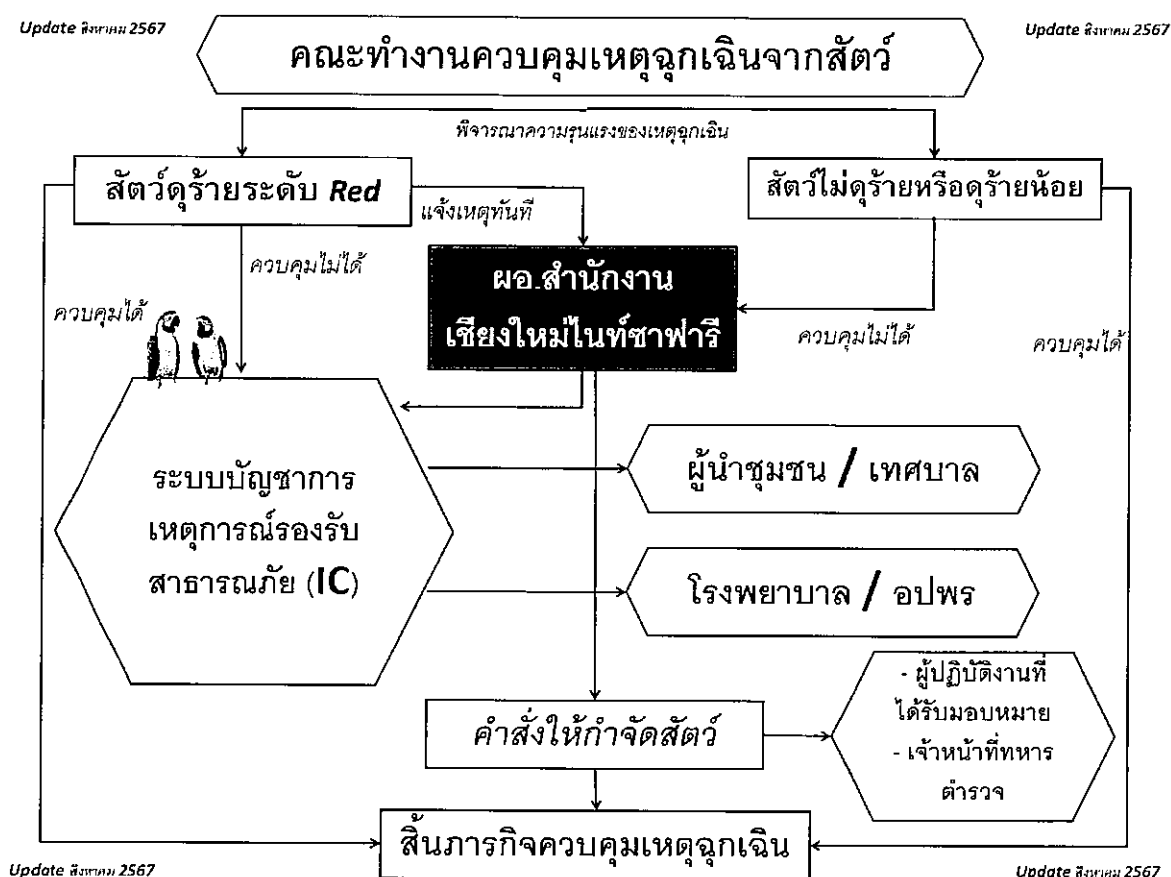 Update สิงหาคม 2567
Update สิงหาคม 2567
คณะทำงานควบคุมเหตุฉุกเฉินจากสัตว์
พิจารณาความรุนแรงของเหตุฉุกเฉิน
สัตว์ดุร้ายระดับ Red
สัตว์ไม่ดุร้ายหรือดุร้ายน้อย
แจ้งเหตุทันที
ควบคุมไม่ได้
ควบคุมได้
ผอ.สำนักงาน
เชียงใหม่ไนท์ซาฟารี
ควบคุมไม่ได้
ควบคุมได้
ระบบบัญชาการ
เหตุการณ์รองรับ
สาธารณภัย (IC)
ผู้นำชุมชน / เทศบาล
โรงพยาบาล / อปพร
คำสั่งให้กำจัดสัตว์
- ผู้ปฏิบัติงานที่
ได้รับมอบหมาย
- เจ้าหน้าที่ทหาร
ตำรวจ
สิ้นภารกิจควบคุมเหตุฉุกเฉิน
Update สิงหาคม 2567
Update สิงหาคม 2567